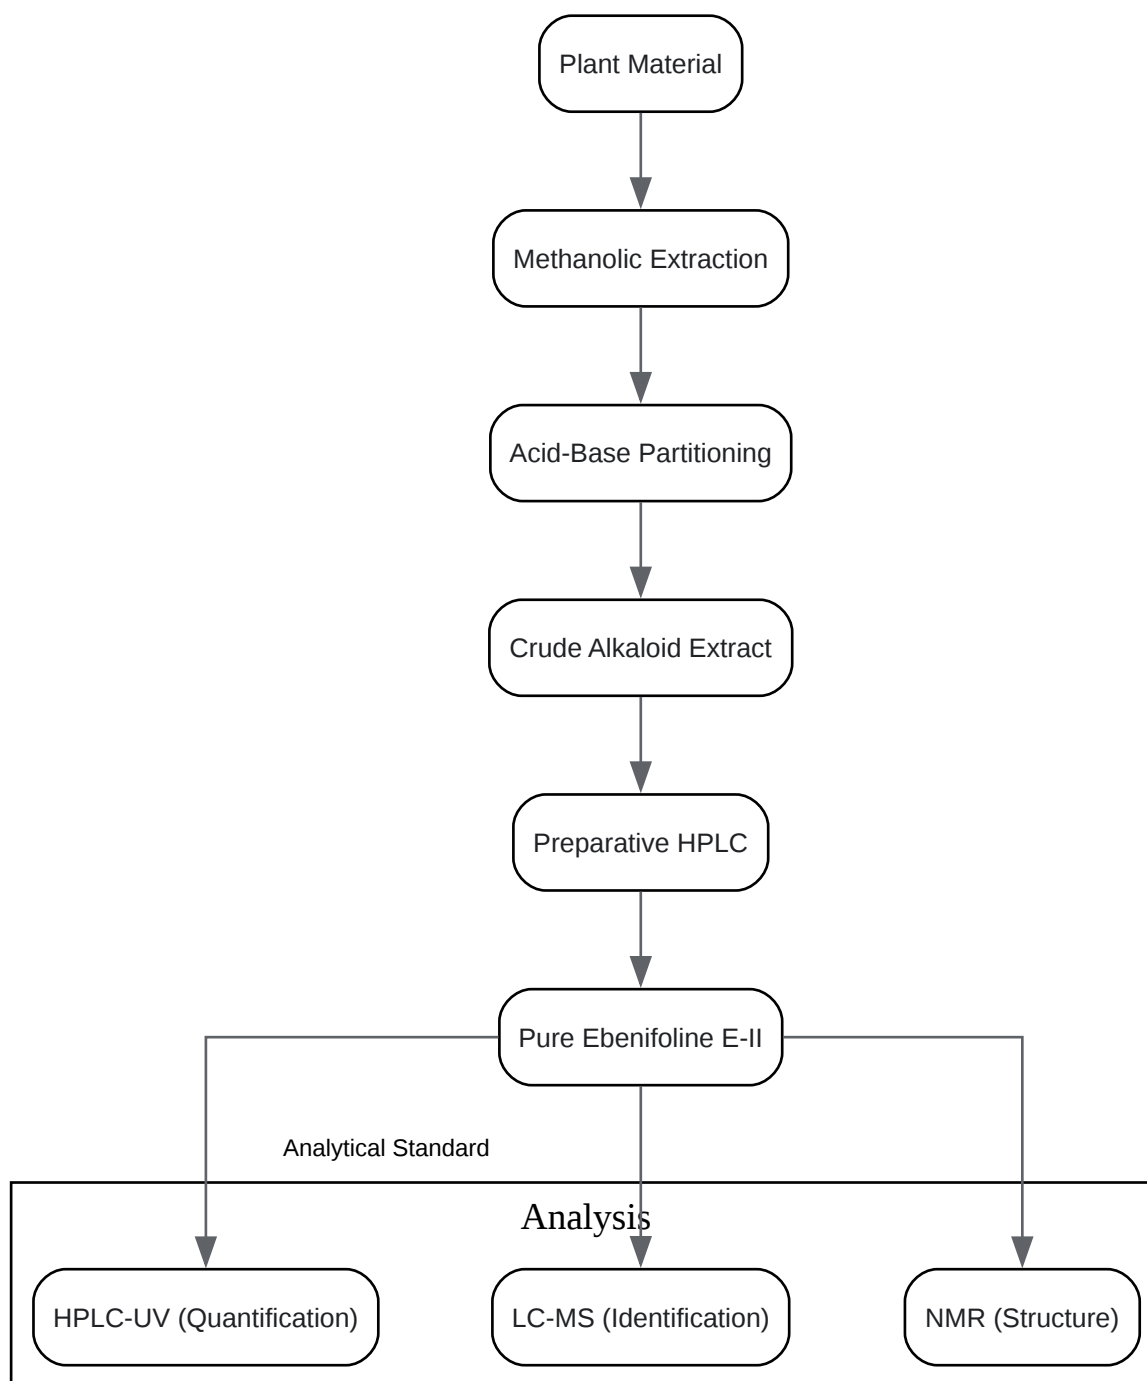 Plant Material
Methanolic Extraction
Acid-Base Partitioning
Crude Alkaloid Extract
Preparative HPLC
Pure Ebenifoline E-II
Analytical Standard
Analysis
HPLC-UV (Quantification)
LC-MS (Identification)
NMR (Structure)